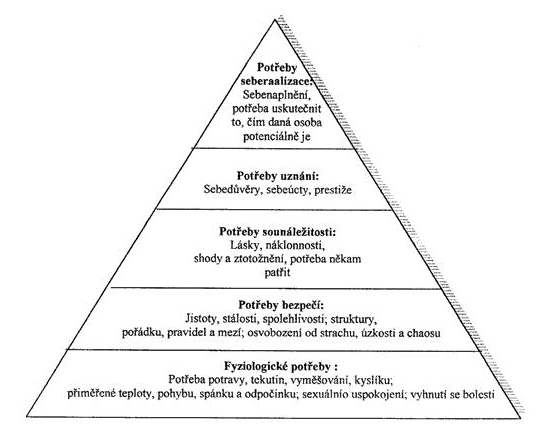 Potřeby
seberaalizace:
Sebenaplnění,
potřeba uskutečnit
to, čím daná osoba
potenciálně je
Potřeby uznání:
Sebedůvěry, sebeúcty, prestiže
Potřeby sounáležitosti:
Lásky, náklonnosti,
shody a ztotožnění, potřeba někam
patřit
Potřeby bezpečí:
Jistoty, stálosti, spolehlivosti; struktury,
pořádku, pravidel a mezí; osvobození od strachu, úzkosti a chaosu
Fyziologické potřeby :
Potřeba potravy, tekutin, vyměšování, kyslíku;
přiměřené teploty, pohybu, spánku a odpočinku; sexuálnío uspokojení; vyhnutí se bolesti